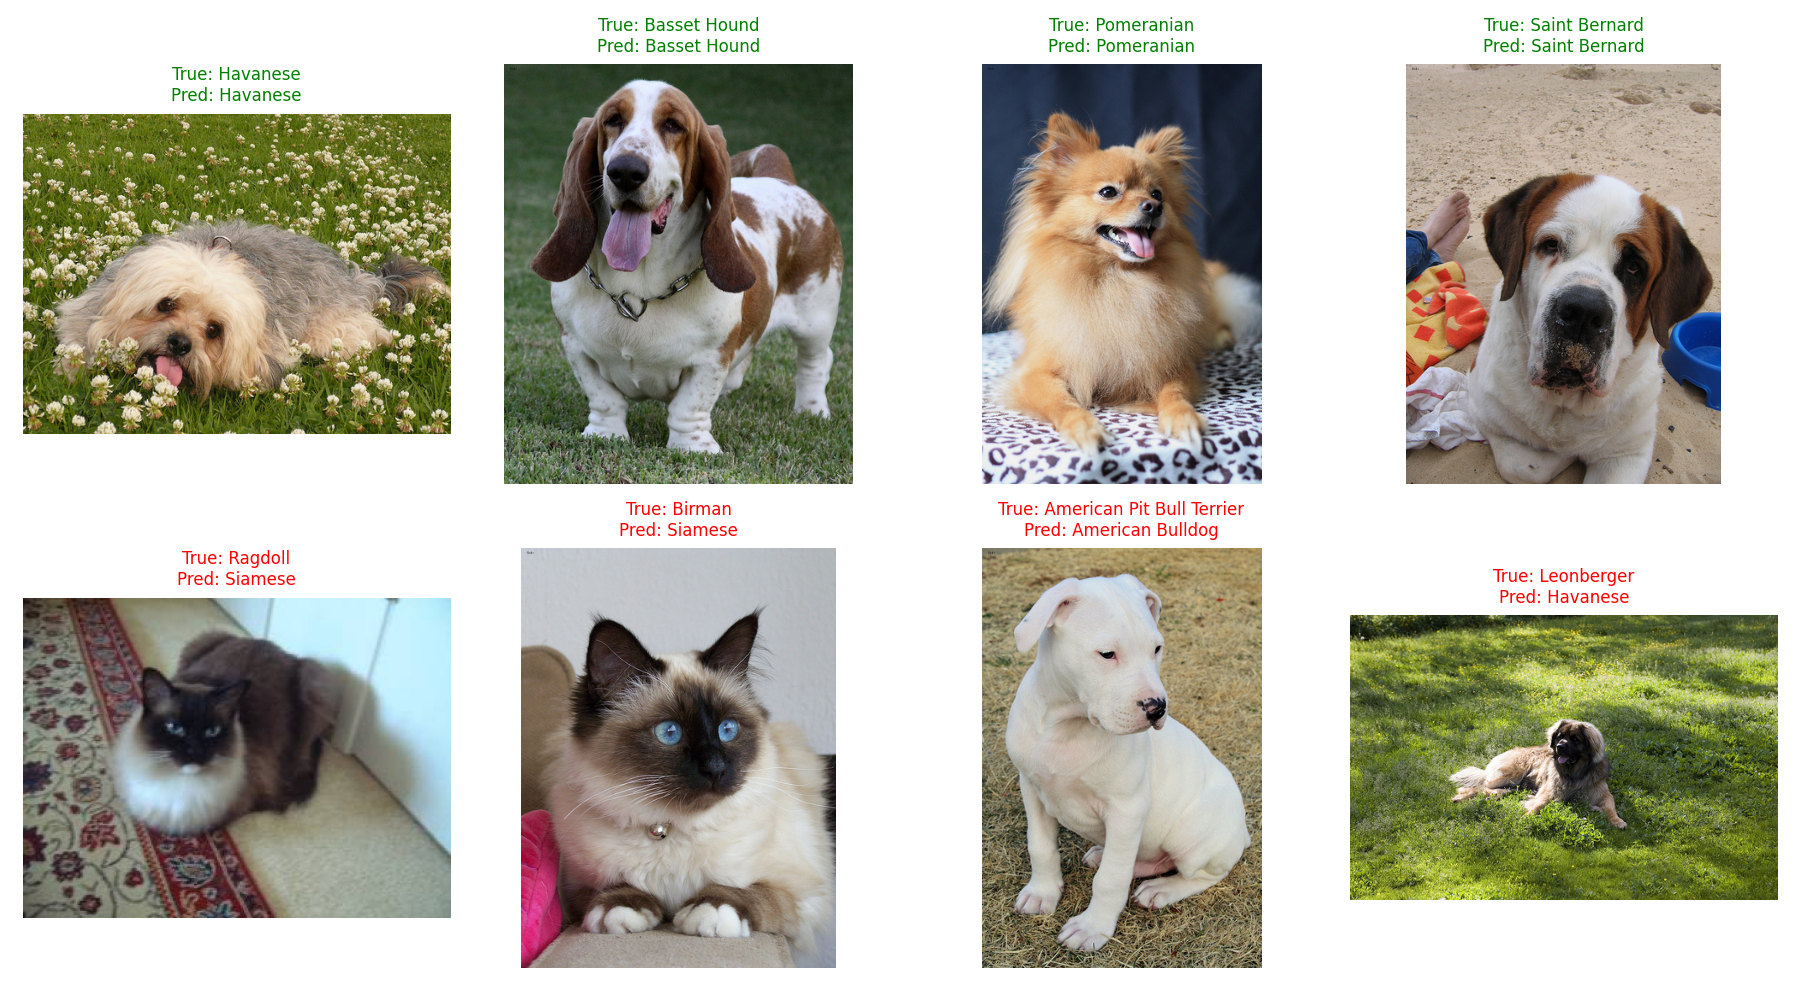 True: Havanese
Pred: Havanese
True: Basset Hound
Pred: Basset Hound
True: Pomeranian
Pred: Pomeranian
True: Saint Bernard
Pred: Saint Bernard
True: Ragdoll
Pred: Siamese
True: Birman
Pred: Siamese
True: American Pit Bull Terrier
Pred: American Bulldog
True: Leonberger
Pred: Havanese